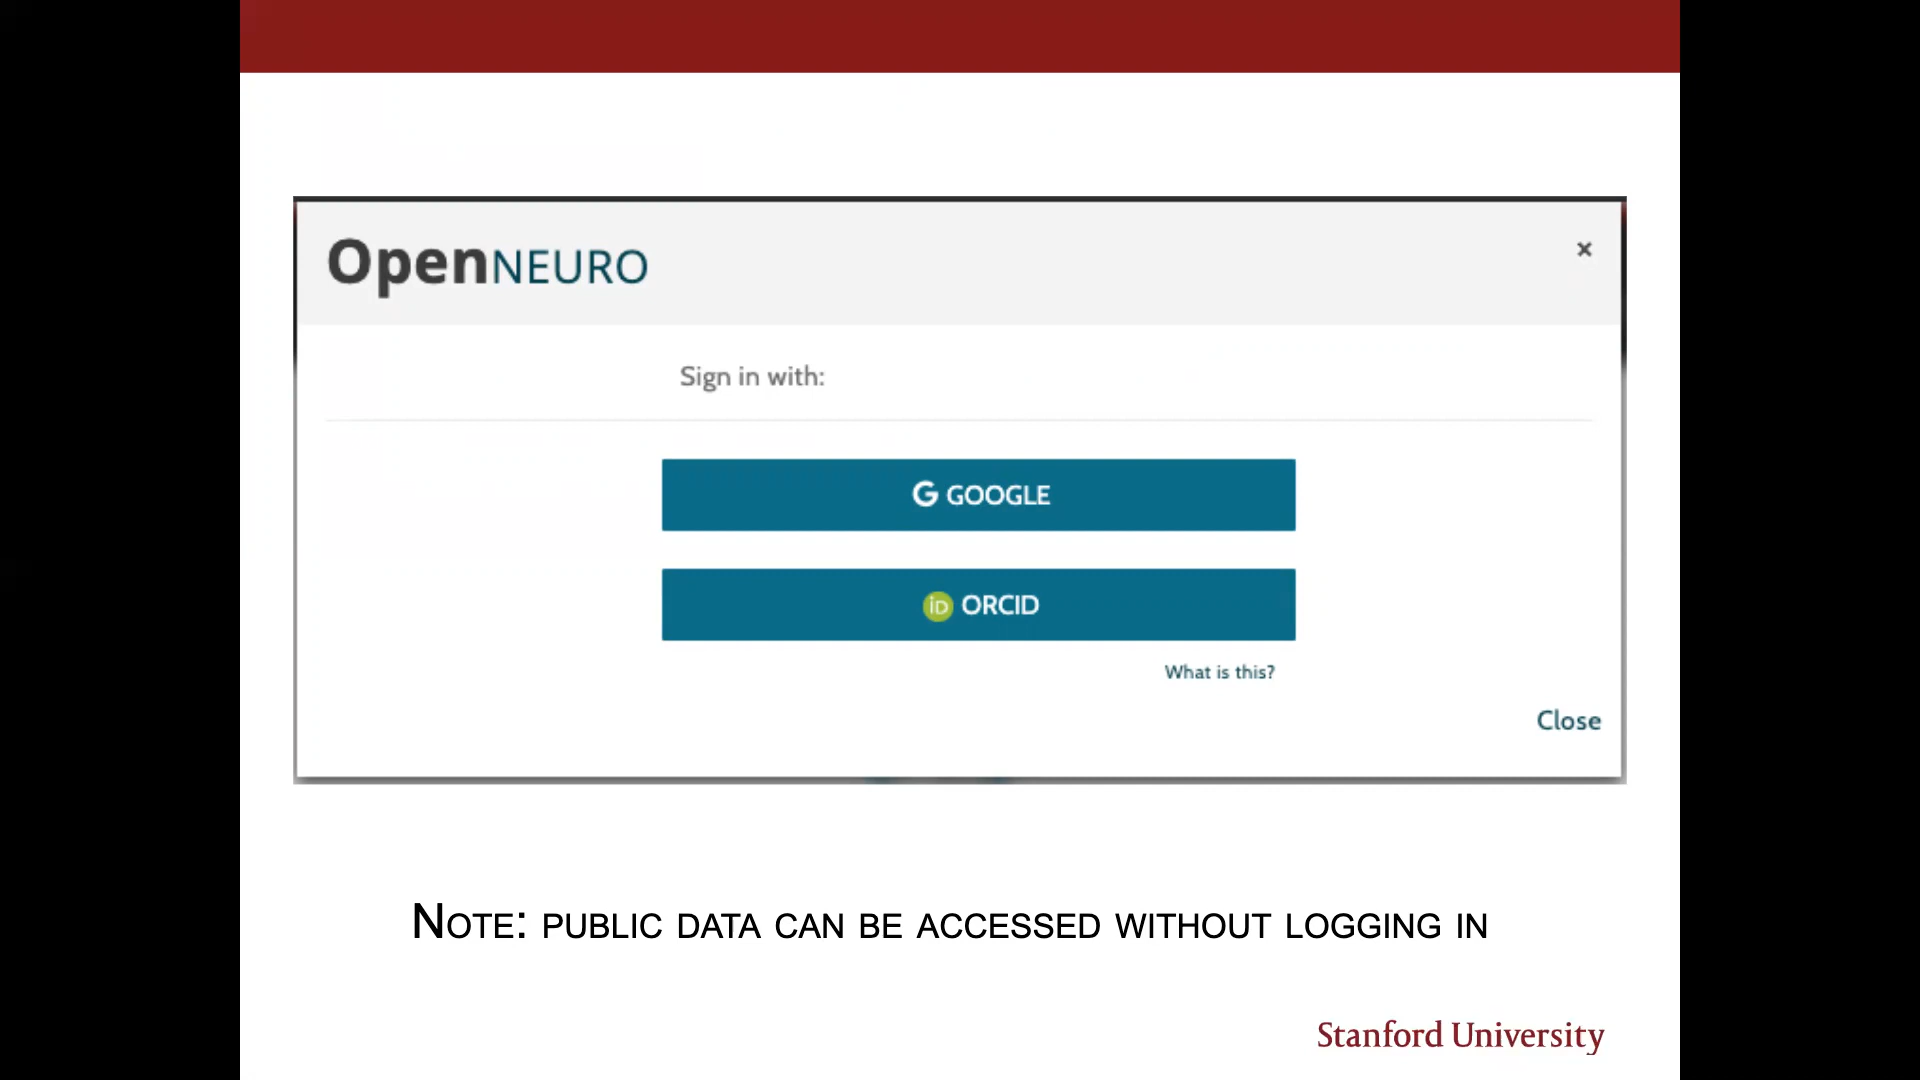 OpenNEURO
×
Sign in with:
G GOOGLE
iD ORCID
What is this?
Close
NOTE: PUBLIC DATA CAN BE ACCESSED WITHOUT LOGGING IN
Stanford University